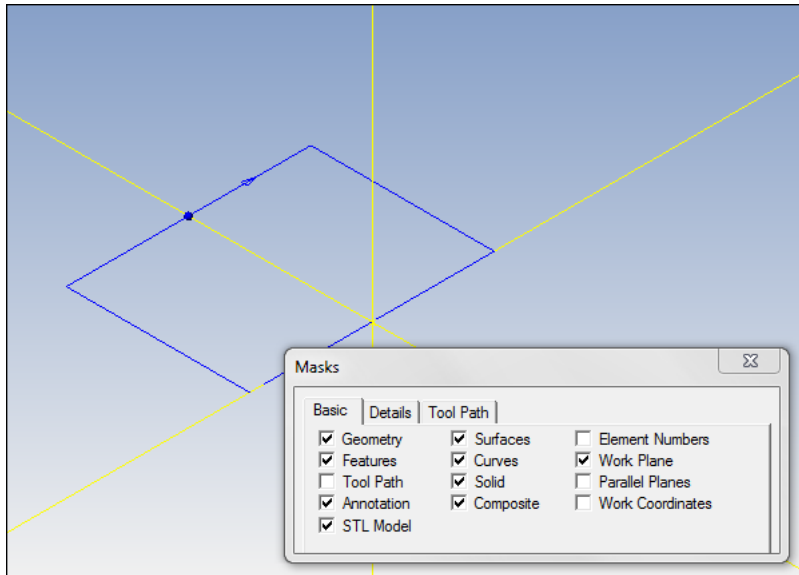 Masks
Basic Details Tool Path
Geometry Surfaces Element Numbers
Features Curves Work Plane
Tool Path Solid Parallel Planes
Annotation Composite Work Coordinates
STL Model